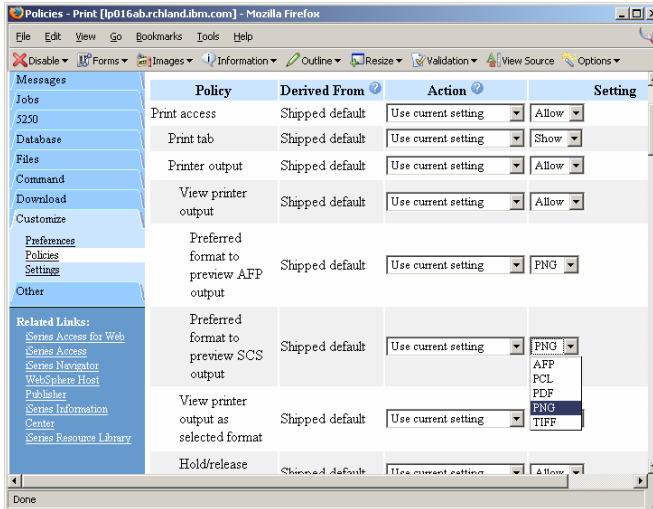 Policies - Print [lp016ab.rchland.ibm.com] - Mozilla Firefox
File Edit View Go Bookmarks Tools Help
Disable Forms Images Information Outline Resize Validation View Source Options
Messages
Jobs
5250
Database
Files
Command
Download
Customize
Preferences
Policies
Settings
Other
Related Links:
iSeries Access for Web
iSeries Access
iSeries Navigator
WebSphere Host
Publisher
iSeries Information
Center
iSeries Resource Library
Policy Derived From Action Setting
Print access Shipped default Use current setting Allow
Print tab Shipped default Use current setting Show
Printer output Shipped default Use current setting Allow
View printer
output Shipped default Use current setting Allow
Preferred
format to
preview AFP
output Shipped default Use current setting PNG
Preferred
format to
preview SCS
output Shipped default Use current setting PNG
AFP
PCL
PDF
PNG
TIFF
View printer
output as
selected format Shipped default Use current setting
Hold/release Shipped default Use current setting Allow
Done